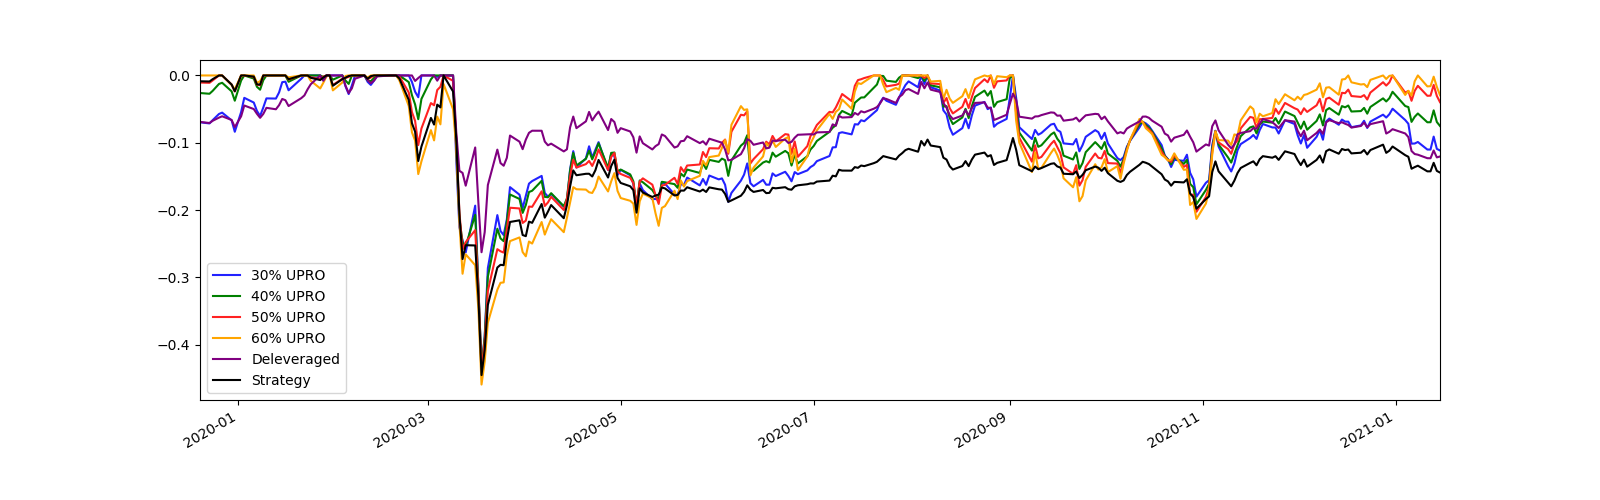 0.0
−0.1
−0.2
−0.3
−0.4
30% UPRO
40% UPRO
50% UPRO
60% UPRO
Deleveraged
Strategy
2020-01
2020-03
2020-05
2020-07
2020-09
2020-11
2021-01